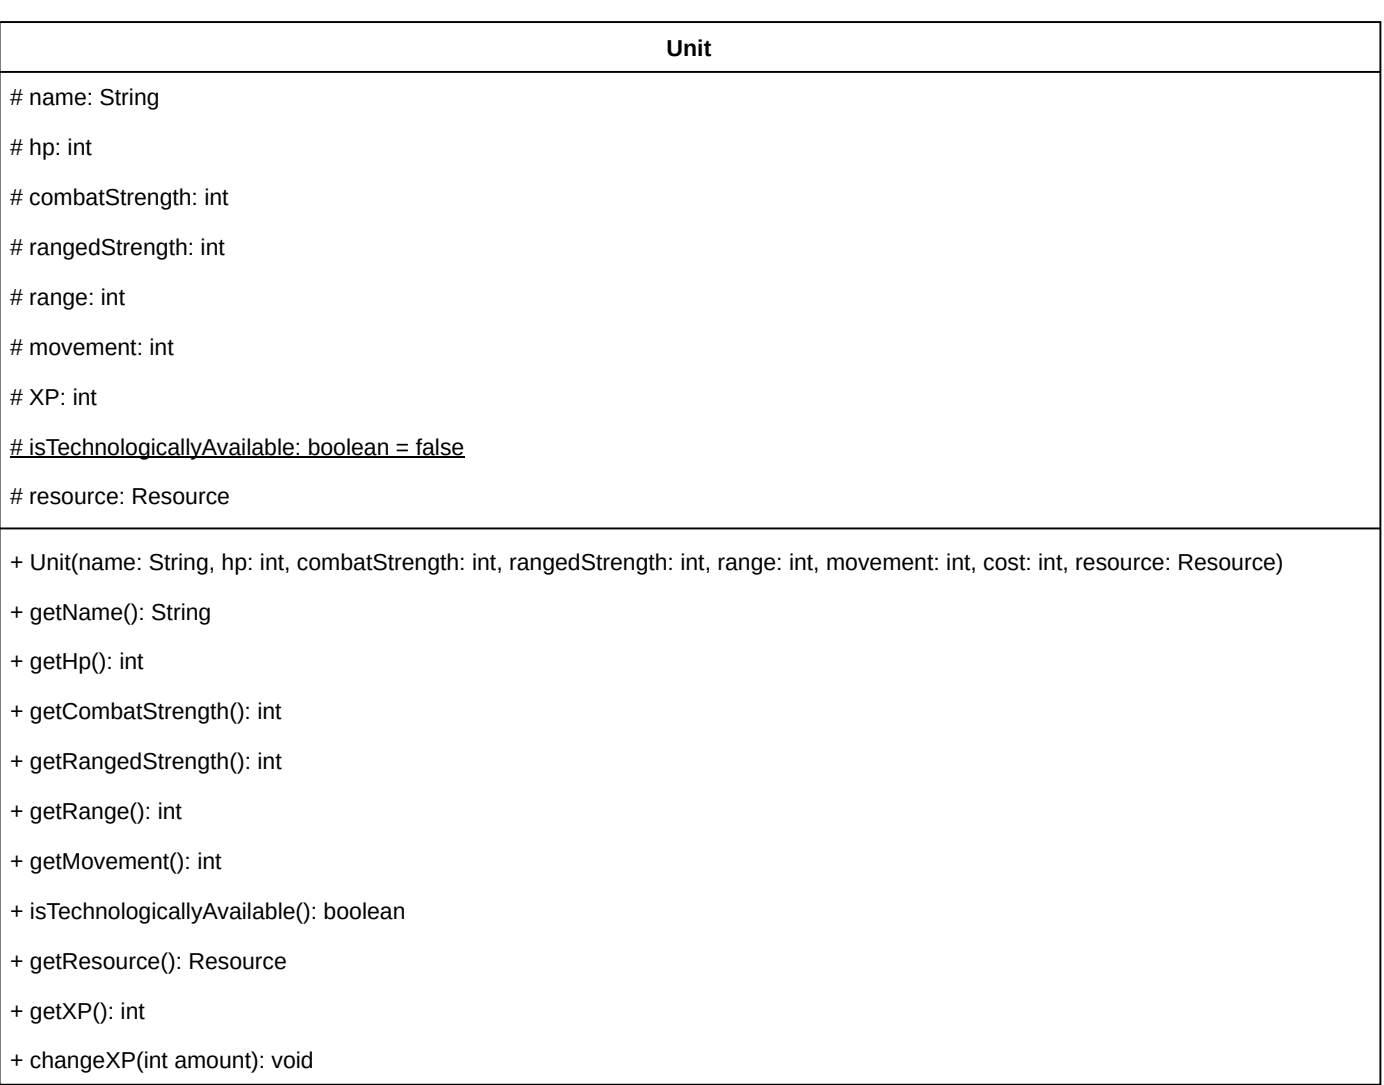 Unit
# name: String
# hp: int
# combatStrength: int
# rangedStrength: int
# range: int
# movement: int
# XP: int
# isTechnologicallyAvailable: boolean = false
# resource: Resource
+ Unit(name: String, hp: int, combatStrength: int, rangedStrength: int, range: int, movement: int, cost: int, resource: Resource)
+ getName(): String
+ getHp(): int
+ getCombatStrength(): int
+ getRangedStrength(): int
+ getRange(): int
+ getMovement(): int
+ isTechnologicallyAvailable(): boolean
+ getResource(): Resource
+ getXP(): int
+ changeXP(int amount): void